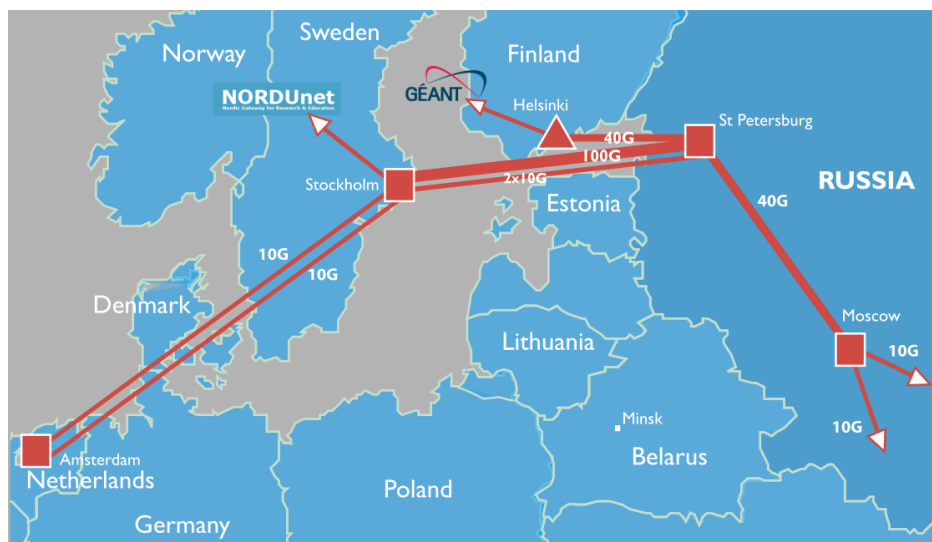 Norway
Sweden
Finland
NORDUnet
Nordic Gateway for Research & Education
GÉANT
Helsinki
St Petersburg
40G
100G
2x10G
Stockholm
RUSSIA
Estonia
40G
10G
10G
Denmark
Moscow
Lithuania
10G
10G
Minsk
Amsterdam
Netherlands
Belarus
Poland
Germany